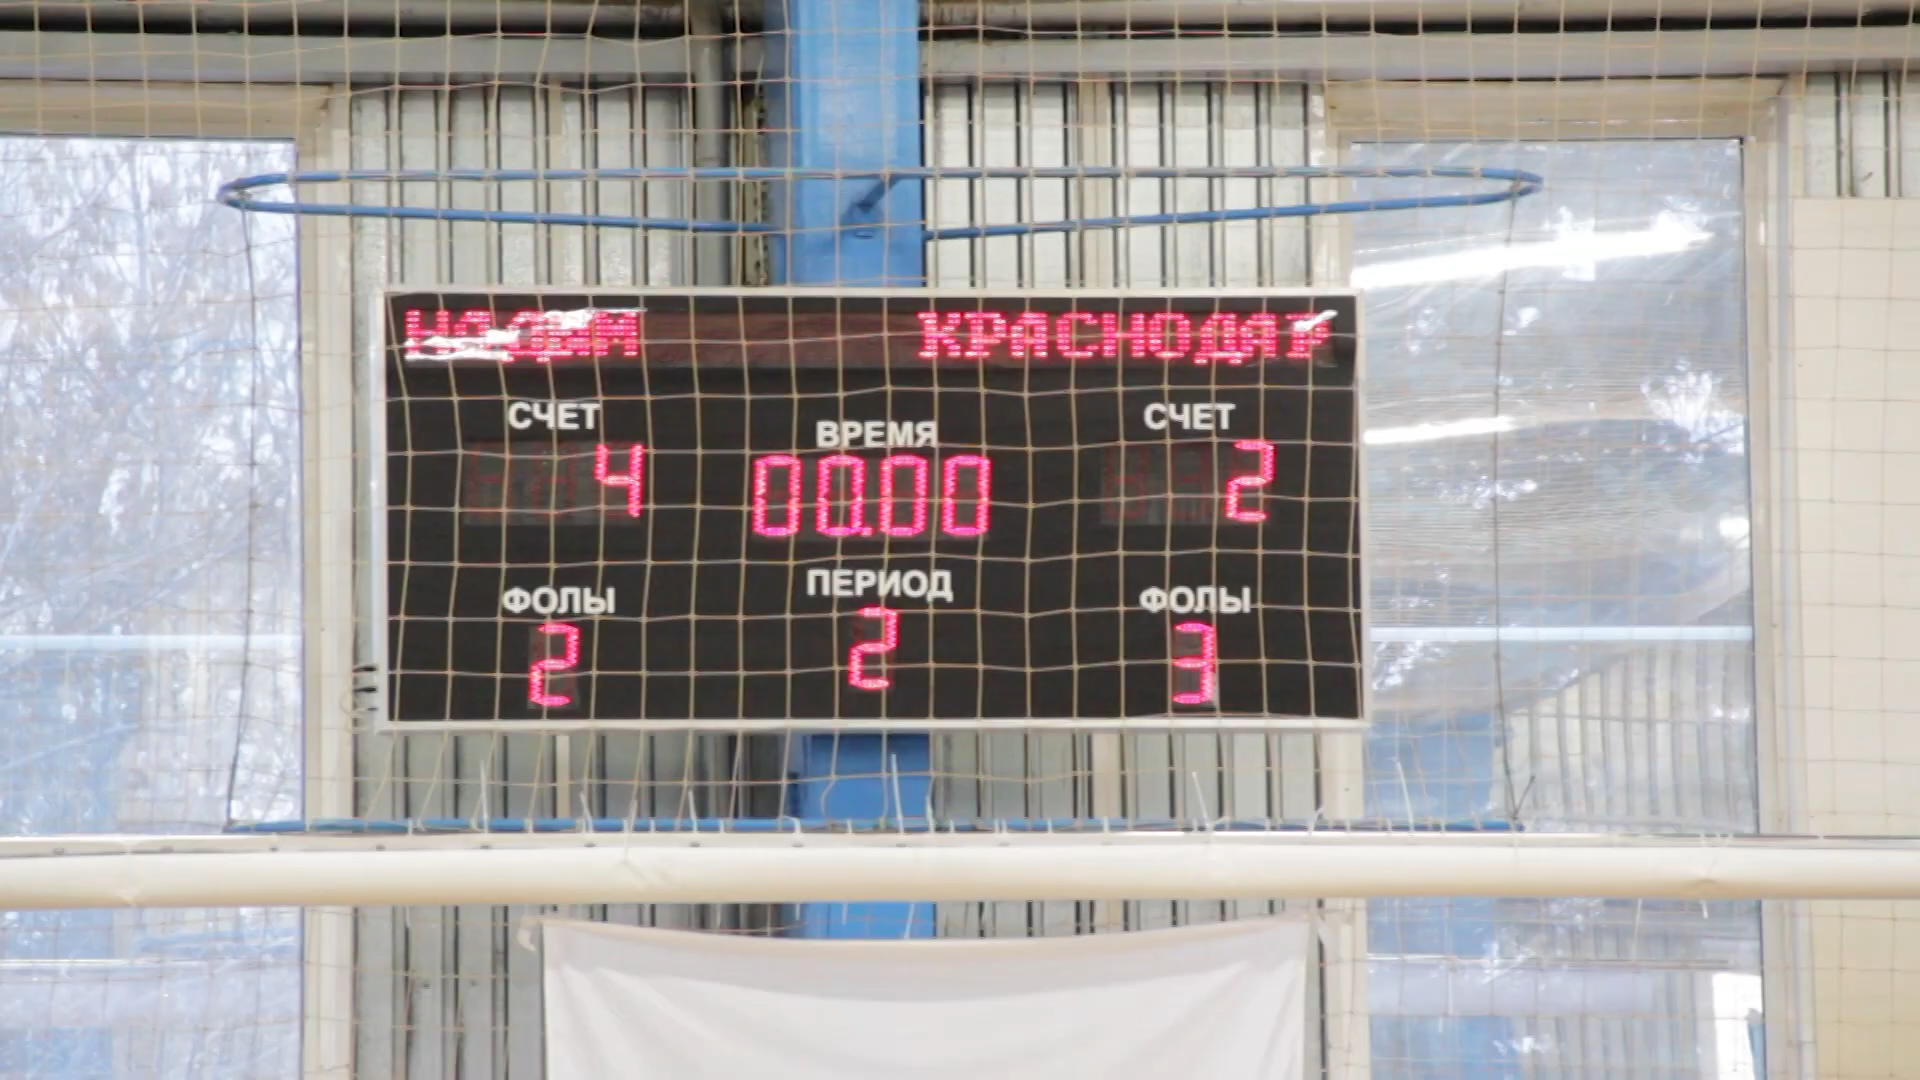 КРАСНОДАР
СЧЕТ ВРЕМЯ СЧЕТ
4 00.00 2
ФОЛЫ ПЕРИОД ФОЛЫ
2 2 3